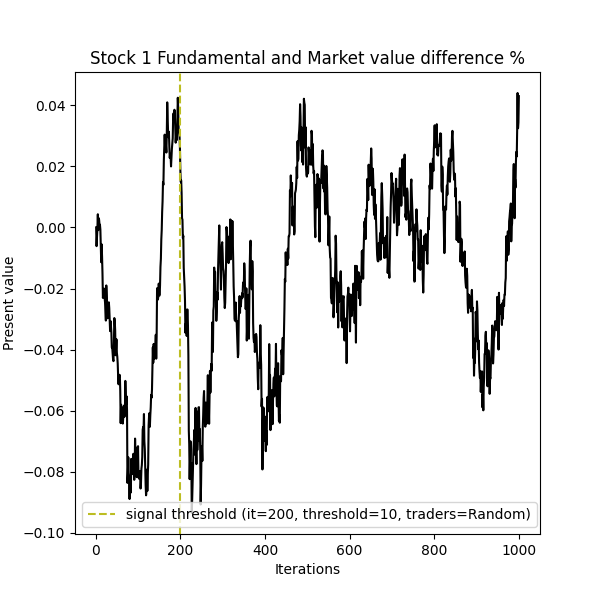 Stock 1 Fundamental and Market value difference %
0.04
0.02
0.00
−0.02
−0.04
−0.06
−0.08
−0.10
Present value
signal threshold (it=200, threshold=10, traders=Random)
0 200 400 600 800 1000
Iterations